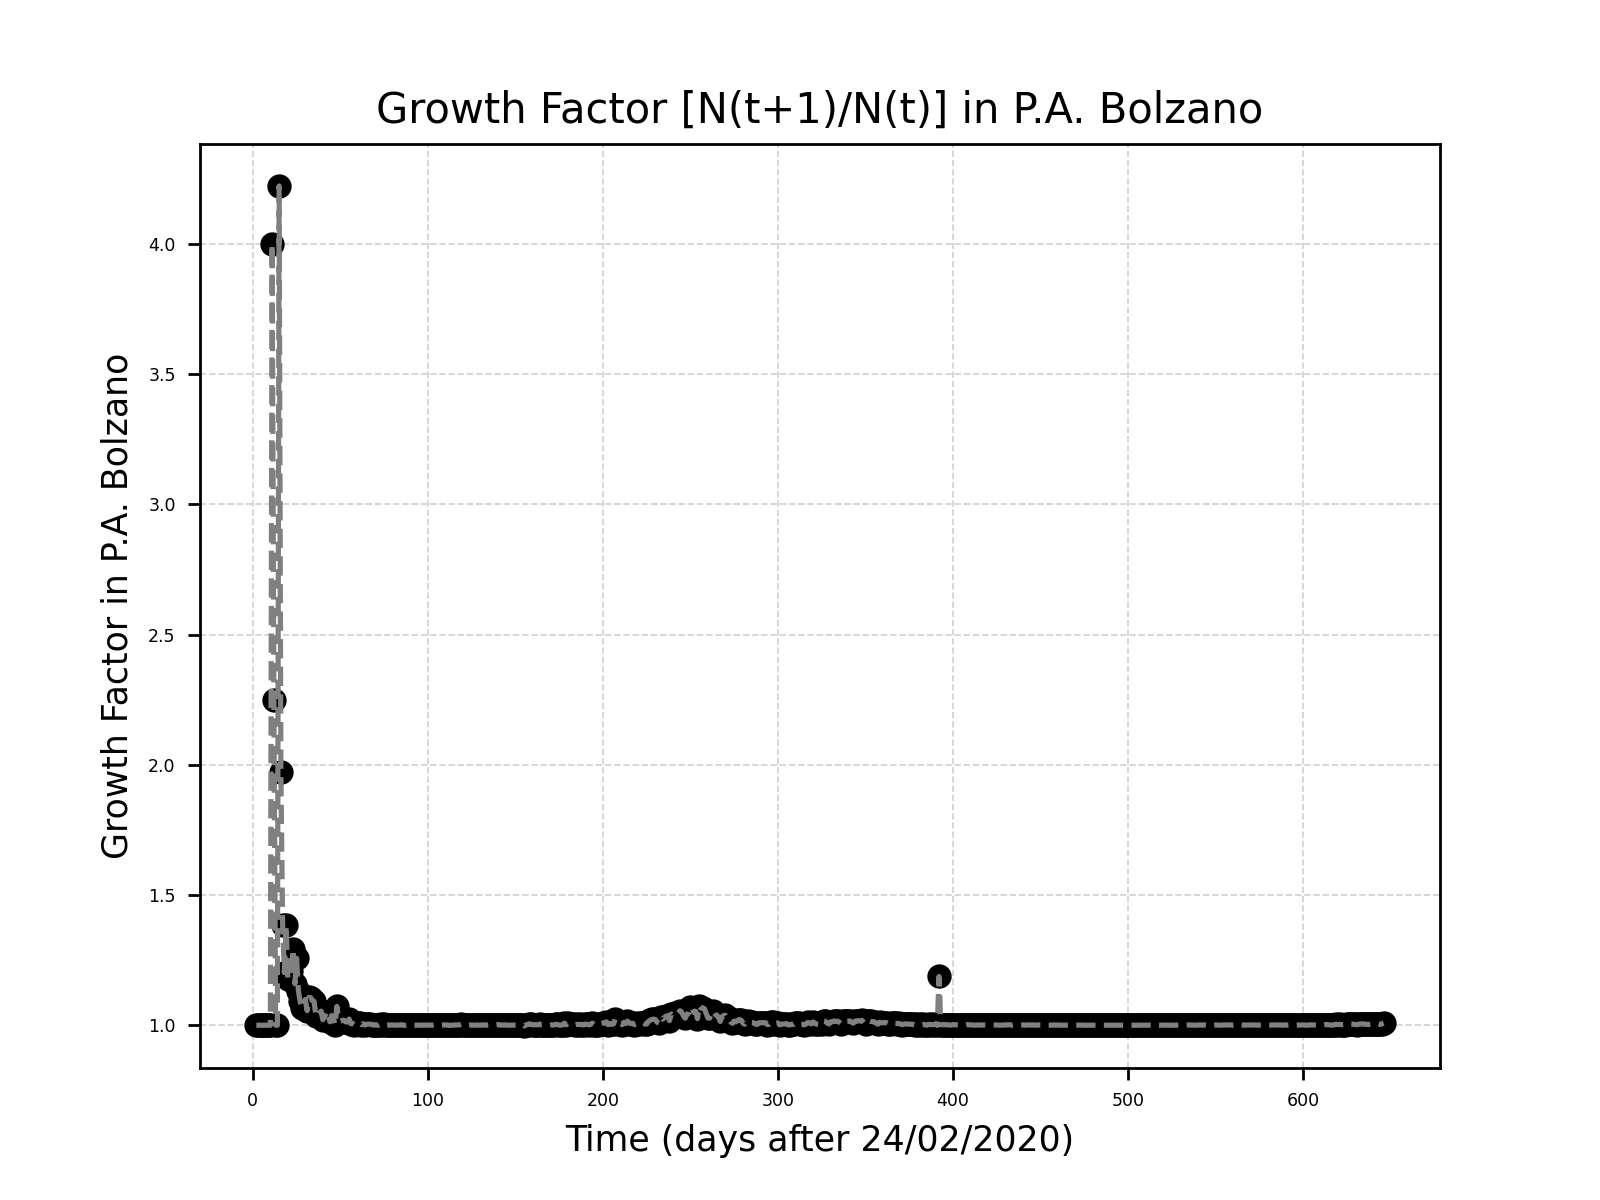 Growth Factor [N(t+1)/N(t)] in P.A. Bolzano
Growth Factor in P.A. Bolzano
4.0
3.5
3.0
2.5
2.0
1.5
1.0
0 100 200 300 400 500 600
Time (days after 24/02/2020)